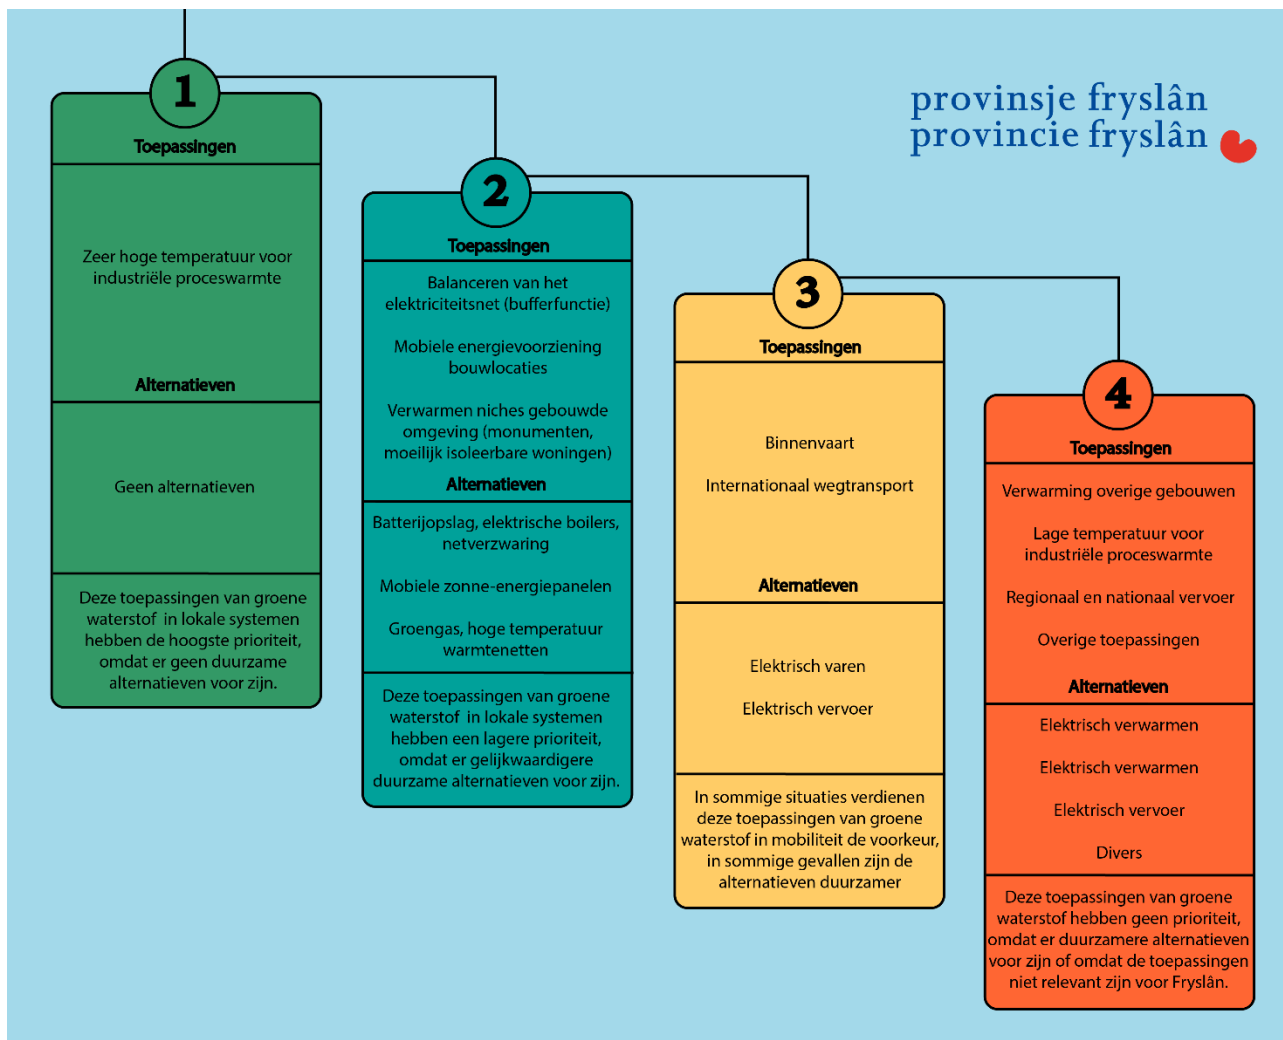 provinsje fryslân
provincie fryslân
1
Toepassingen
Zeer hoge temperatuur voor
industriële proceswarmte
Alternatieven
Geen alternatieven
Deze toepassingen van groene
waterstof in lokale systemen
hebben de hoogste prioriteit,
omdat er geen duurzame
alternatieven voor zijn.
2
Toepassingen
Balanceren van het
elektriciteitsnet (bufferfunctie)
Mobiele energievoorziening
bouwlocaties
Verwarmen niches gebouwde
omgeving (monumenten,
moeilijk isoleerbare woningen)
Alternatieven
Batterijopslag, elektrische boilers,
netverzwaring
Mobiele zonne-energiepanelen
Groengas, hoge temperatuur
warmtenetten
Deze toepassingen van groene
waterstof in lokale systemen
hebben een lagere prioriteit,
omdat er gelijkwaardigere
duurzame alternatieven voor zijn.
3
Toepassingen
Binnenvaart
Internationaal wegtransport
Alternatieven
Elektrisch varen
Elektrisch vervoer
In sommige situaties verdienen
deze toepassingen van groene
waterstof in mobiliteit de voorkeur,
in sommige gevallen zijn de
alternatieven duurzamer
4
Toepassingen
Verwarming overige gebouwen
Lage temperatuur voor
industriële proceswarmte
Regionaal en nationaal vervoer
Overige toepassingen
Alternatieven
Elektrisch verwarmen
Elektrisch verwarmen
Elektrisch vervoer
Divers
Deze toepassingen van groene
waterstof hebben geen prioriteit,
omdat er duurzamere alternatieven
voor zijn of omdat de toepassingen
niet relevant zijn voor Fryslân.